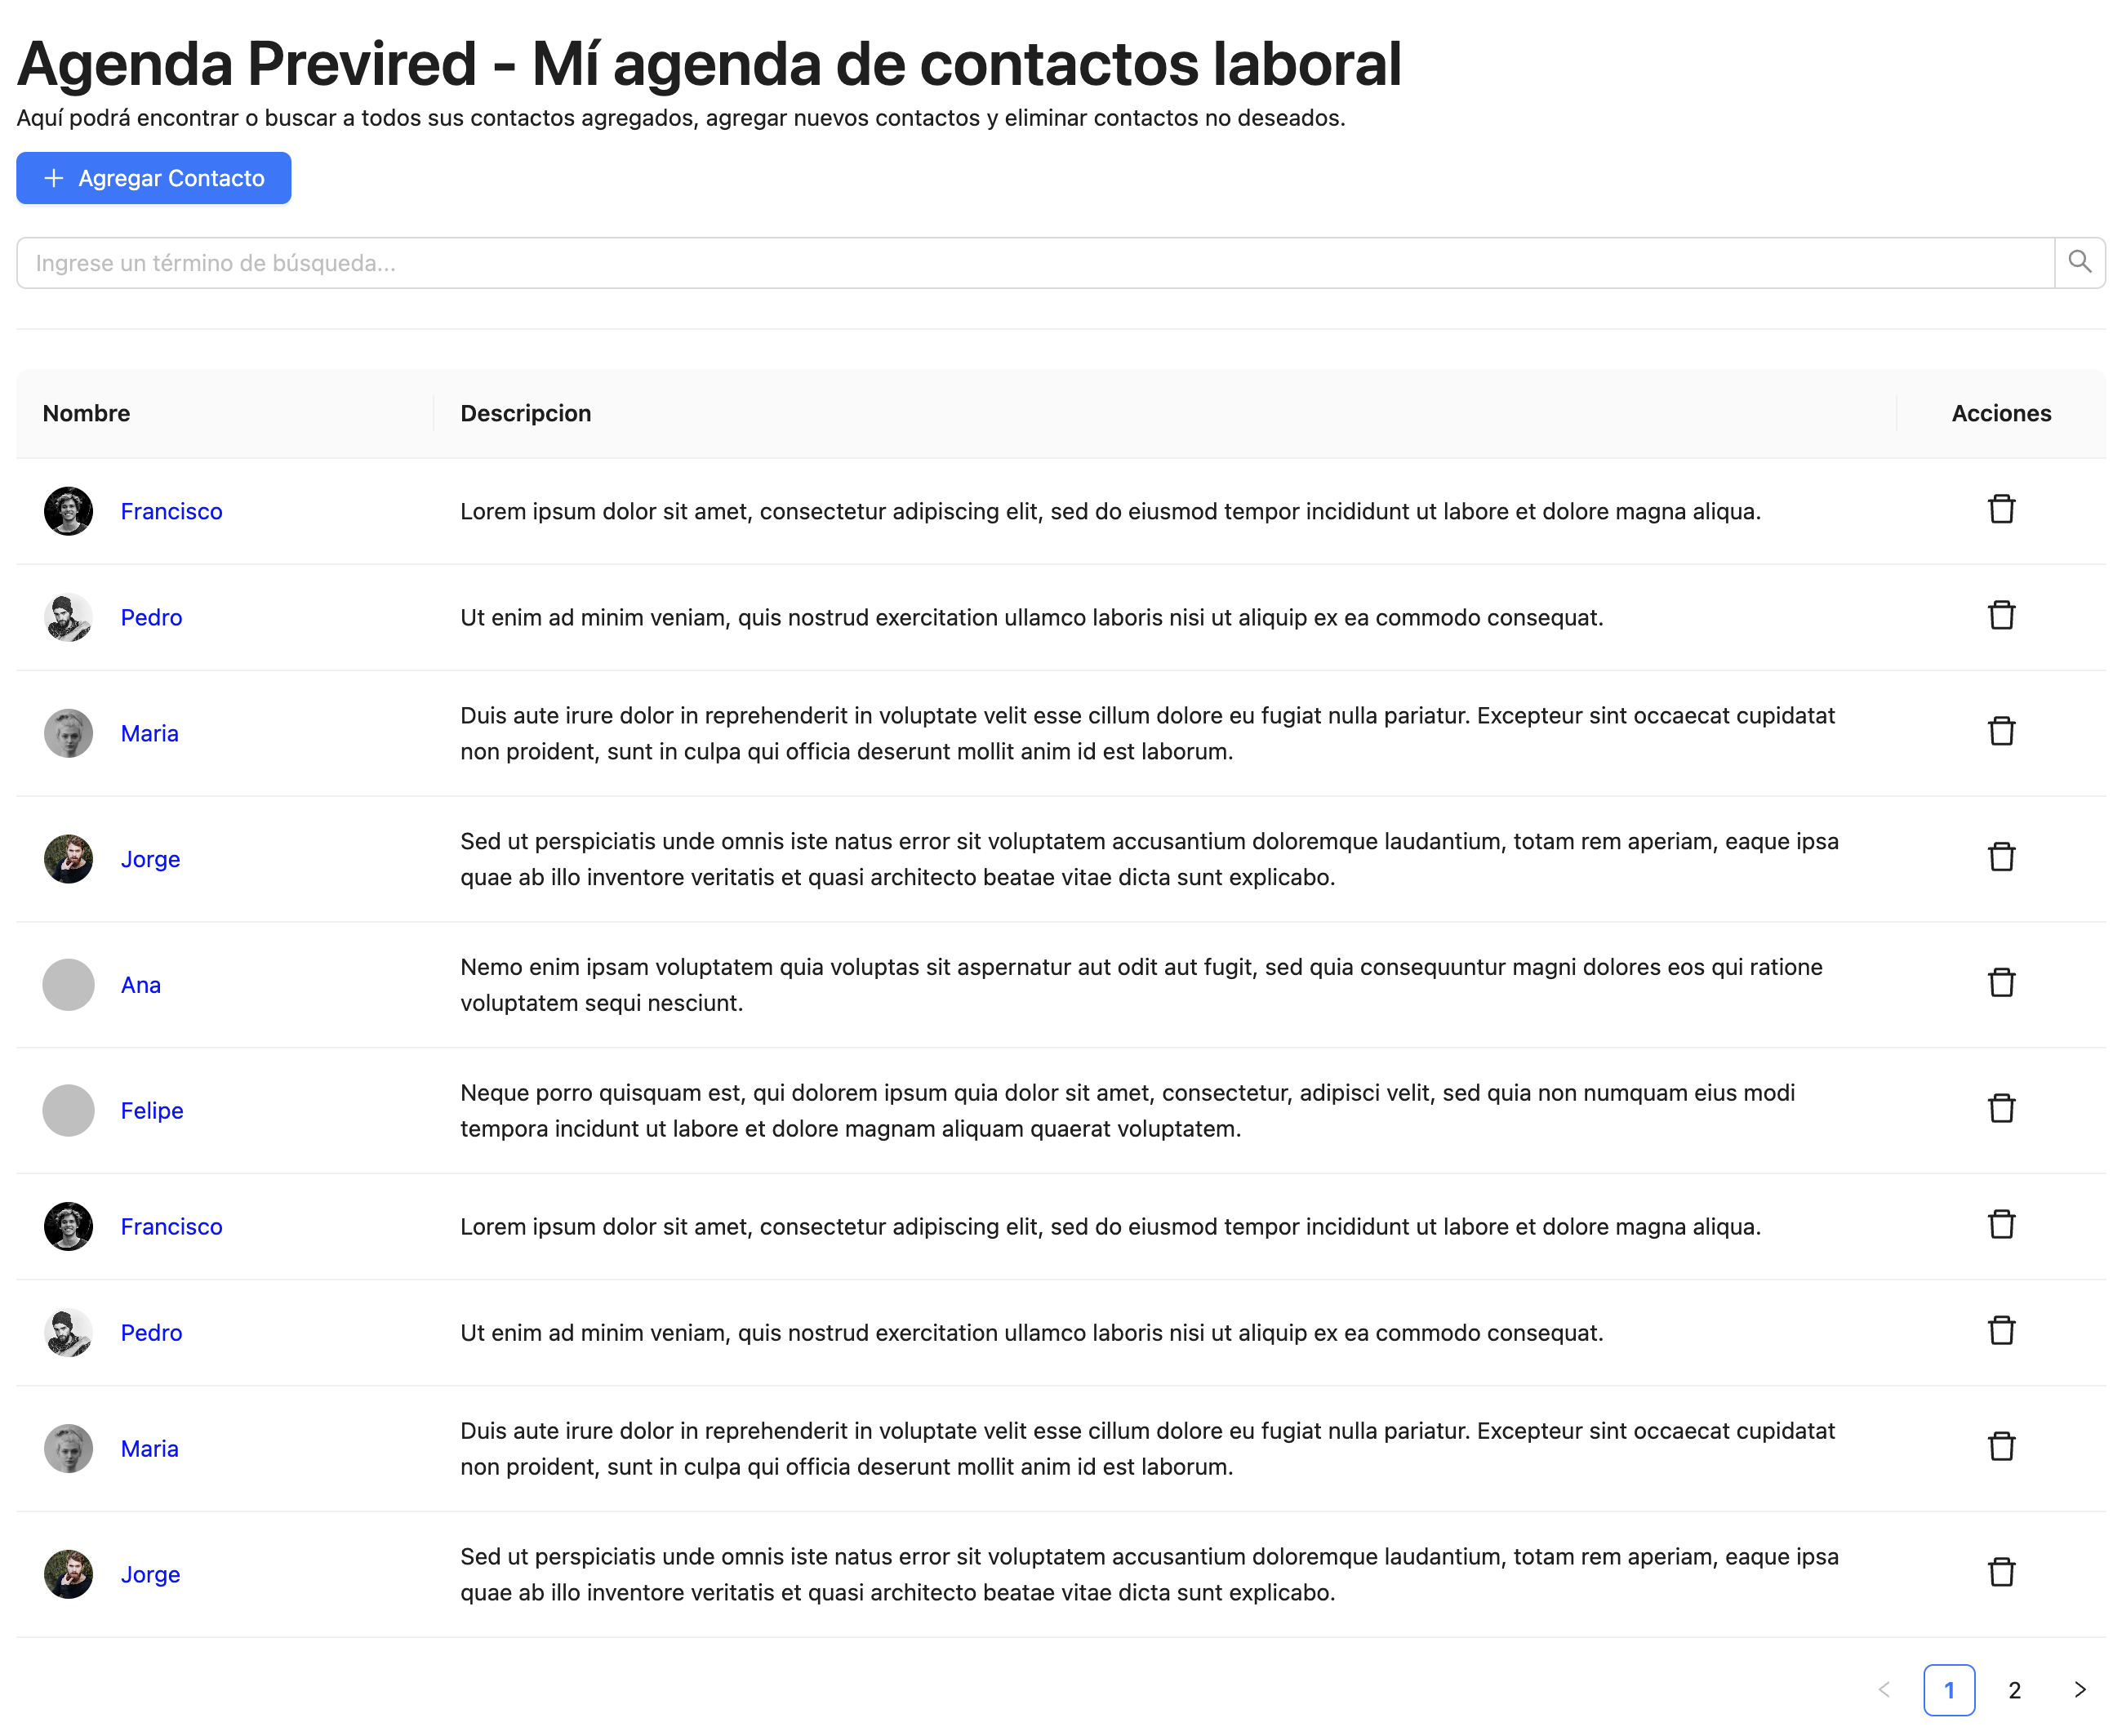 Agenda Previred - Mí agenda de contactos laboral
Aquí podrá encontrar o buscar a todos sus contactos agregados, agregar nuevos contactos y eliminar contactos no deseados.
+ Agregar Contacto
Ingrese un término de búsqueda...
Nombre Descripcion Acciones
Francisco Lorem ipsum dolor sit amet, consectetur adipiscing elit, sed do eiusmod tempor incididunt ut labore et dolore magna aliqua.
Pedro Ut enim ad minim veniam, quis nostrud exercitation ullamco laboris nisi ut aliquip ex ea commodo consequat.
Maria Duis aute irure dolor in reprehenderit in voluptate velit esse cillum dolore eu fugiat nulla pariatur. Excepteur sint occaecat cupidatat
non proident, sunt in culpa qui officia deserunt mollit anim id est laborum.
Jorge Sed ut perspiciatis unde omnis iste natus error sit voluptatem accusantium doloremque laudantium, totam rem aperiam, eaque ipsa
quae ab illo inventore veritatis et quasi architecto beatae vitae dicta sunt explicabo.
Ana Nemo enim ipsam voluptatem quia voluptas sit aspernatur aut odit aut fugit, sed quia consequuntur magni dolores eos qui ratione
voluptatem sequi nesciunt.
Felipe Neque porro quisquam est, qui dolorem ipsum quia dolor sit amet, consectetur, adipisci velit, sed quia non numquam eius modi
tempora incidunt ut labore et dolore magnam aliquam quaerat voluptatem.
Francisco Lorem ipsum dolor sit amet, consectetur adipiscing elit, sed do eiusmod tempor incididunt ut labore et dolore magna aliqua.
Pedro Ut enim ad minim veniam, quis nostrud exercitation ullamco laboris nisi ut aliquip ex ea commodo consequat.
Maria Duis aute irure dolor in reprehenderit in voluptate velit esse cillum dolore eu fugiat nulla pariatur. Excepteur sint occaecat cupidatat
non proident, sunt in culpa qui officia deserunt mollit anim id est laborum.
Jorge Sed ut perspiciatis unde omnis iste natus error sit voluptatem accusantium doloremque laudantium, totam rem aperiam, eaque ipsa
quae ab illo inventore veritatis et quasi architecto beatae vitae dicta sunt explicabo.
< 1 2 >